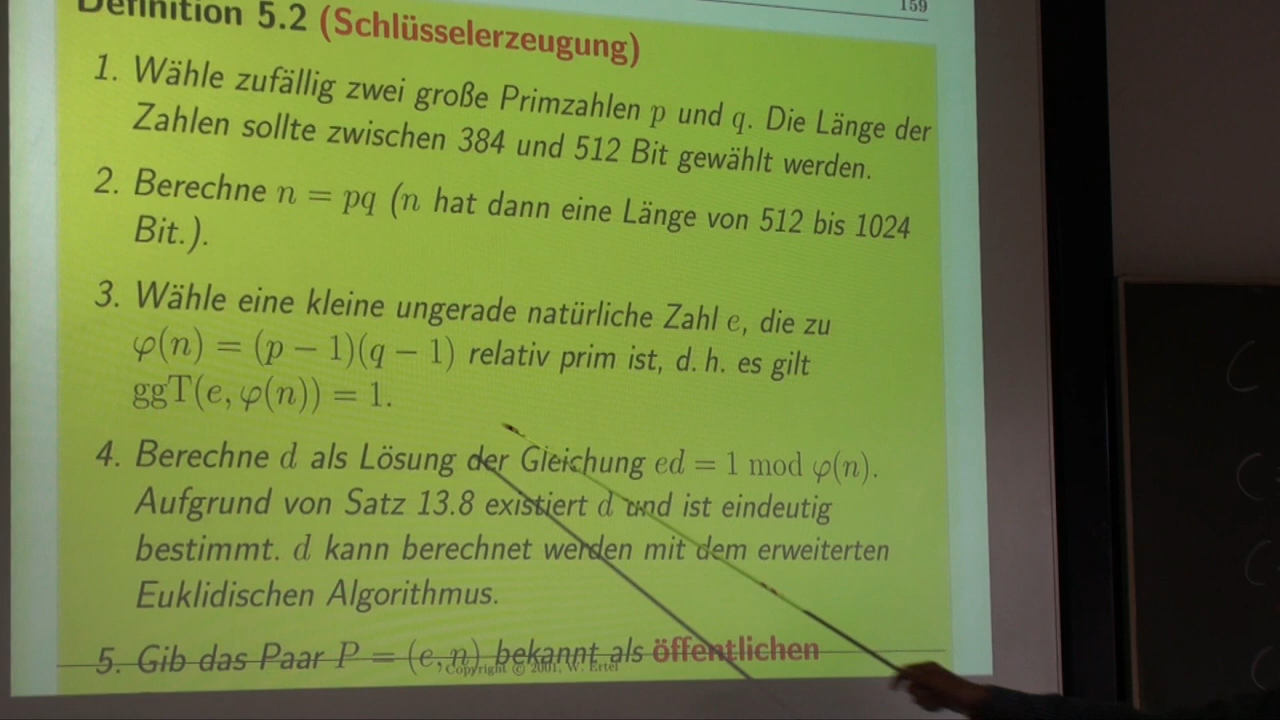 159
Definition 5.2 (Schlüsselerzeugung)
1. Wähle zufällig zwei große Primzahlen p und q. Die Länge der
Zahlen sollte zwischen 384 und 512 Bit gewählt werden.
2. Berechne n = pq (n hat dann eine Länge von 512 bis 1024
Bit.).
3. Wähle eine kleine ungerade natürliche Zahl e, die zu
φ(n) = (p − 1)(q − 1) relativ prim ist, d. h. es gilt
ggT(e, φ(n)) = 1.
4. Berechne d als Lösung der Gleichung ed = 1 mod φ(n).
Aufgrund von Satz 13.8 existiert d und ist eindeutig
bestimmt. d kann berechnet werden mit dem erweiterten
Euklidischen Algorithmus.
5. Gib das Paar P = (e, n) bekannt als öffentlichen
Copyright © 2001, W. Ertel